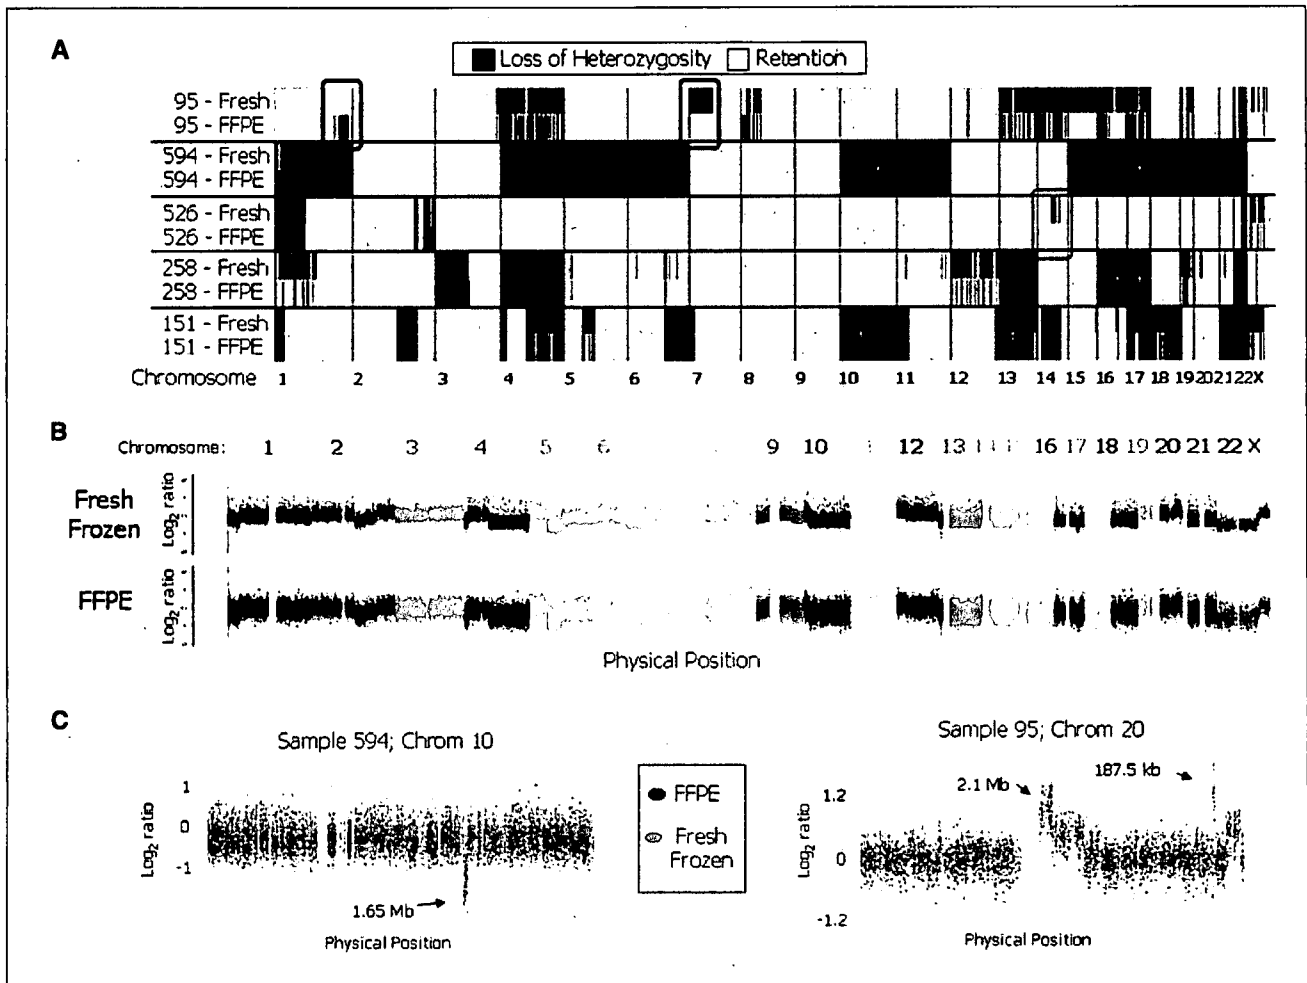 A
Loss of Heterozygosity Retention
95 - Fresh
95 - FFPE
594 - Fresh
594 - FFPE
526 - Fresh
526 - FFPE
258 - Fresh
258 - FFPE
151 - Fresh
151 - FFPE
Chromosome 1 2 3 4 5 6 7 8 9 10 11 12 13 14 15 16 17 18 19 20 21 22 X
B
Chromosome: 1 2 3 4 5 6 9 10 12 13 16 17 18 19 20 21 22 X
Fresh
Frozen
Log2 ratio
FFPE
Log2 ratio
Physical Position
C
Sample 594; Chrom 10
1
0
-1
Log2 ratio
1.65 Mb
Physical Position
FFPE
Fresh
Frozen
Sample 95; Chrom 20
187.5 kb
2.1 Mb
1.2
0
-1.2
Log2 ratio
Physical Position